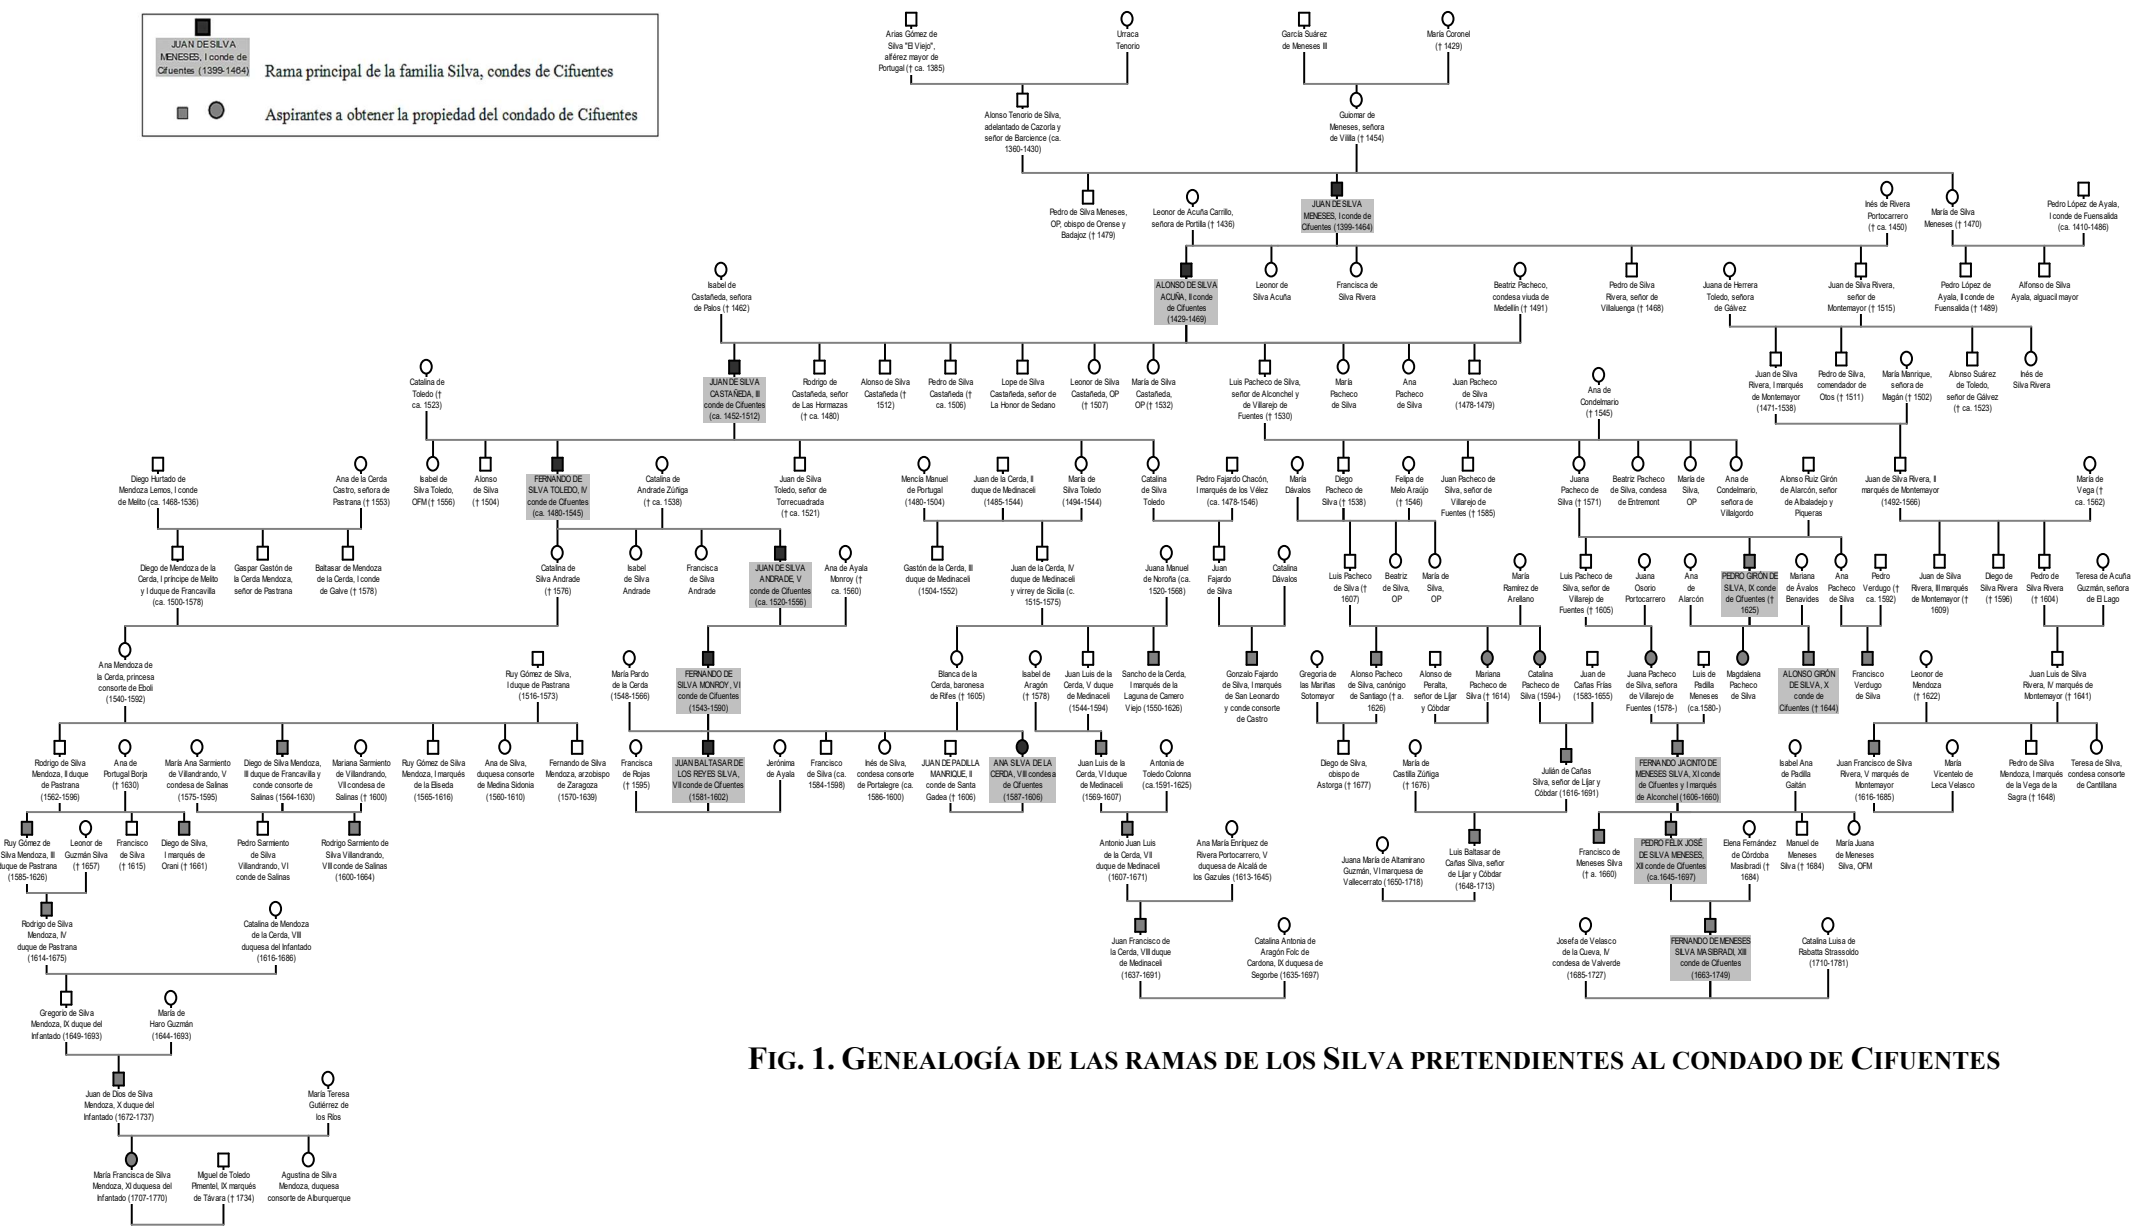 JUAN DE SILVA
MENESES, I conde de
Cifuentes (1399-1464)
Rama principal de la familia Silva, condes de Cifuentes
Aspirantes a obtener la propiedad del condado de Cifuentes
Arias Gómez de
Silva "El Viejo",
alférez mayor de
Portugal († ca. 1385)
Urraca
Tenorio
García Suárez
de Meneses III
María Coronel
(† 1429)
Alonso Tenorio de Silva,
adelantado de Cazorla y
señor de Barcience (ca.
1360-1430)
Guiomar de
Meneses, señora
de Vililla († 1454)
Pedro de Silva Meneses,
OP, obispo de Orense y
Badajoz († 1479)
Leonor de Acuña Carrillo,
señora de Portilla († 1436)
JUAN DE SILVA
MENESES, I conde de
Cifuentes (1399-1464)
Inés de Rivera
Portocarrero
(† ca. 1450)
María de Silva
Meneses († 1470)
Pedro López de Ayala,
I conde de Fuensalida
(ca. 1410-1486)
Isabel de
Castañeda, señora
de Palos († 1462)
ALONSO DE SILVA
ACUÑA, II conde
de Cifuentes
(1429-1469)
Leonor de
Silva Acuña
Francisca de
Silva Rivera
Beatriz Pacheco,
condesa viuda de
Medellín († 1491)
Pedro de Silva
Rivera, señor de
Villaluenga († 1468)
Juana de Herrera
Toledo, señora
de Gálvez
Juan de Silva Rivera,
señor de
Montemayor († 1515)
Pedro López de
Ayala, II conde de
Fuensalida († 1489)
Alfonso de Silva
Ayala, alguacil mayor
Catalina de
Toledo (†
ca. 1523)
JUAN DE SILVA
CASTAÑEDA, III
conde de Cifuentes
(ca. 1452-1512)
Rodrigo de
Castañeda, señor
de Las Hormazas
(† ca. 1480)
Alonso de Silva
Castañeda (†
1512)
Pedro de Silva
Castañeda (†
ca. 1506)
Lope de Silva
Castañeda, señor de
La Honor de Sedano
Leonor de Silva
Castañeda, OP
(† 1507)
María de Silva
Castañeda,
OP († 1532)
Luis Pacheco de Silva,
señor de Alconchel y
de Villarejo de
Fuentes († 1530)
María
Pacheco
de Silva
Ana
Pacheco
de Silva
Juan Pacheco
de Silva
(1478-1479)
Ana de
Condelmario
(† 1545)
Juan de Silva
Rivera, I marqués
de Montemayor
(1471-1538)
Pedro de Silva,
comendador de
Otos († 1511)
María Manrique,
señora de
Magán († 1502)
Alonso Suárez
de Toledo,
señor de Gálvez
(† ca. 1523)
Inés de
Silva Rivera
Diego Hurtado de
Mendoza Lemos, I conde
de Melito (ca. 1468-1536)
Ana de la Cerda
Castro, señora de
Pastrana († 1553)
Isabel de
Silva Toledo,
OFM († 1556)
Alonso
de Silva
(† 1504)
FERNANDO DE
SILVA TOLEDO, IV
conde de Cifuentes
(ca. 1480-1545)
Catalina de
Andrade Zúñiga
(† ca. 1538)
Juan de Silva
Toledo, señor de
Torrecuadrada
(† ca. 1521)
Mencía Manuel
de Portugal
(1480-1504)
Juan de la Cerda, II
duque de Medinaceli
(1485-1544)
María de
Silva Toledo
(1494-1544)
Catalina
de Silva
Toledo
Pedro Fajardo Chacón,
I marqués de los Vélez
(ca. 1478-1546)
María
Dávalos
Diego
Pacheco de
Silva († 1538)
Felipa de
Melo Araújo
(† 1546)
Juan Pacheco de
Silva, señor de
Villarejo de
Fuentes († 1585)
Juana
Pacheco de
Silva († 1571)
Beatriz Pacheco
de Silva, condesa
de Entremont
María de
Silva,
OP
Ana de
Condelmario,
señora de
Villalgordo
Alonso Ruiz Girón
de Alarcón, señor
de Albaladejo y
Piqueras
Juan de Silva Rivera, II
marqués de Montemayor
(1492-1566)
María de
Vega (†
ca. 1562)
Diego de Mendoza de la
Cerda, I príncipe de Melito
y I duque de Francavilla
(ca. 1500-1578)
Gaspar Gastón de
la Cerda Mendoza,
señor de Pastrana
Baltasar de Mendoza
de la Cerda, I conde
de Galve († 1578)
Catalina de
Silva Andrade
(† 1576)
Isabel
de Silva
Andrade
Francisca
de Silva
Andrade
JUAN DE SILVA
ANDRADE, V
conde de Cifuentes
(ca. 1520-1556)
Ana de Ayala
Monroy (†
ca. 1560)
Gastón de la Cerda, III
duque de Medinaceli
(1504-1552)
Juan de la Cerda, IV
duque de Medinaceli
y virrey de Sicilia (c.
1515-1575)
Juana Manuel
de Noroña (ca.
1520-1568)
Juan
Fajardo
de Silva
Catalina
Dávalos
Luis Pacheco
de Silva (†
1607)
Beatriz
de Silva,
OP
María de
Silva,
OP
María
Ramírez de
Arellano
Luis Pacheco de
Silva, señor de
Villarejo de
Fuentes († 1605)
Juana
Osorio
Portocarrero
Ana
de
Alarcón
PEDRO GIRÓN DE
SILVA, IX conde
de Cifuentes (†
1625)
Mariana
de Ávalos
Benavides
Ana
Pacheco
de Silva
Pedro
Verdugo (†
ca. 1592)
Juan de Silva
Rivera, III marqués
de Montemayor (†
1609)
Diego de
Silva Rivera
(† 1596)
Pedro de
Silva Rivera
(† 1604)
Teresa de Acuña
Guzmán, señora
de El Lago
Ana Mendoza de
la Cerda, princesa
consorte de Eboli
(1540-1592)
Ruy Gómez de Silva,
I duque de Pastrana
(1516-1573)
María Pardo
de la Cerda
(1548-1566)
FERNANDO DE
SILVA MONROY, VI
conde de Cifuentes
(1543-1590)
Blanca de la
Cerda, baronesa
de Rifes († 1605)
Isabel de
Aragón
(† 1578)
Juan Luis de la
Cerda, V duque
de Medinaceli
(1544-1594)
Sancho de la Cerda,
I marqués de la
Laguna de Camero
Viejo (1550-1626)
Gonzalo Fajardo
de Silva, I marqués
de San Leonardo
y conde consorte
de Castro
Gregoria de
las Mariñas
Sotomayor
Alonso Pacheco
de Silva, canónigo
de Santiago († a.
1626)
Alonso de
Peralta,
señor de Líjar
y Cóbdar
Mariana
Pacheco de
Silva († 1614)
Catalina
Pacheco de
Silva (1594-)
Juan de
Cañas Frías
(1583-1655)
Juana Pacheco
de Silva, señora
de Villarejo de
Fuentes (1578-)
Luis de
Padilla
Meneses
(ca.1580-)
Magdalena
Pacheco
de Silva
ALONSO GIRÓN
DE SILVA, X
conde de
Cifuentes († 1644)
Francisco
Verdugo
de Silva
Leonor de
Mendoza
(† 1622)
Juan Luis de Silva
Rivera, IV marqués de
Montemayor († 1641)
Rodrigo de Silva
Mendoza, II duque
de Pastrana
(1562-1596)
Ana de
Portugal Borja
(† 1630)
María Ana Sarmiento
de Villandrando, V
condesa de Salinas
(1575-1595)
Diego de Silva Mendoza,
III duque de Francavilla y
conde consorte de
Salinas (1564-1630)
Mariana Sarmiento
de Villandrando,
VII condesa de
Salinas († 1600)
Ruy Gómez de Silva
Mendoza, I marqués
de la Eliseda
(1565-1616)
Ana de Silva,
duquesa consorte
de Medina Sidonia
(1560-1610)
Fernando de Silva
Mendoza, arzobispo
de Zaragoza
(1570-1639)
Francisca
de Rojas
(† 1595)
JUAN BALTASAR DE
LOS REYES SILVA,
VII conde de Cifuentes
(1581-1602)
Jerónima
de Ayala
Francisco
de Silva (ca.
1584-1598)
Inés de Silva,
condesa consorte
de Portalegre (ca.
1586-1600)
JUAN DE PADILLA
MANRIQUE, II
conde de Santa
Gadea († 1606)
ANA SILVA DE LA
CERDA, VIII condesa
de Cifuentes
(1587-1606)
Juan Luis de la
Cerda, VI duque
de Medinaceli
(1569-1607)
Antonia de
Toledo Colonna
(ca.1591-1625)
Diego de Silva,
obispo de
Astorga († 1677)
María de
Castilla Zúñiga
(† 1676)
Julián de Cañas
Silva, señor de Líjar y
Cóbdar (1616-1691)
FERNANDO JACINTO DE
MENESES SILVA, XI conde
de Cifuentes y I marqués
de Alconchel (1606-1660)
Isabel Ana
de Padilla
Gaitán
Juan Francisco de Silva
Rivera, V marqués de
Montemayor
(1616-1685)
María
Vicentelo de
Leca Velasco
Pedro de Silva
Mendoza, I marqués
de la Vega de la
Sagra († 1648)
Teresa de Silva,
condesa consorte
de Cantillana
Ruy Gómez de
Silva Mendoza, III
duque de Pastrana
(1585-1626)
Leonor de
Guzmán Silva
(† 1657)
Francisco
de Silva
(† 1615)
Diego de Silva,
I marqués de
Orani († 1661)
Pedro Sarmiento
de Silva
Villandrando, VI
conde de Salinas
Rodrigo Sarmiento de
Silva Villandrando,
VIII conde de Salinas
(1600-1664)
Antonio Juan Luis
de la Cerda, VII
duque de Medinaceli
(1607-1671)
Ana María Enríquez de
Rivera Portocarrero, V
duquesa de Alcalá de
los Gazules (1613-1645)
Juana María de Altamirano
Guzmán, VI marquesa de
Vallecerrato (1650-1718)
Luis Baltasar de
Cañas Silva, señor
de Líjar y Cóbdar
(1648-1713)
Francisco de
Meneses Silva
(† a. 1660)
PEDRO FÉLIX JOSÉ
DE SILVA MENESES,
XII conde de Cifuentes
(ca.1645-1697)
Elena Fernández
de Córdoba
Masibradi (†
1684)
Manuel de
Meneses
Silva († 1684)
María Juana
de Meneses
Silva, OFM
Rodrigo de Silva
Mendoza, IV
duque de Pastrana
(1614-1675)
Catalina de Mendoza
de la Cerda, VIII
duquesa del Infantado
(1616-1686)
Juan Francisco de
la Cerda, VIII duque
de Medinaceli
(1637-1691)
Catalina Antonia de
Aragón Folc de
Cardona, IX duquesa de
Segorbe (1635-1697)
Josefa de Velasco
de la Cueva, IV
condesa de Valverde
(1685-1727)
FERNANDO DE MENESES
SILVA MASIBRADI, XIII
conde de Cifuentes
(1663-1749)
Catalina Luisa de
Rabatta Strassoldo
(1710-1781)
Gregorio de Silva
Mendoza, IX duque del
Infantado (1649-1693)
María de
Haro Guzmán
(1644-1693)
FIG. 1. GENEALOGÍA DE LAS RAMAS DE LOS SILVA PRETENDIENTES AL CONDADO DE CIFUENTES
Juan de Dios de Silva
Mendoza, X duque del
Infantado (1672-1737)
María Teresa
Gutiérrez de
los Ríos
María Francisca de Silva
Mendoza, XI duquesa del
Infantado (1707-1770)
Miguel de Toledo
Pimentel, IX marqués
de Távara († 1734)
Agustina de Silva
Mendoza, duquesa
consorte de Alburquerque